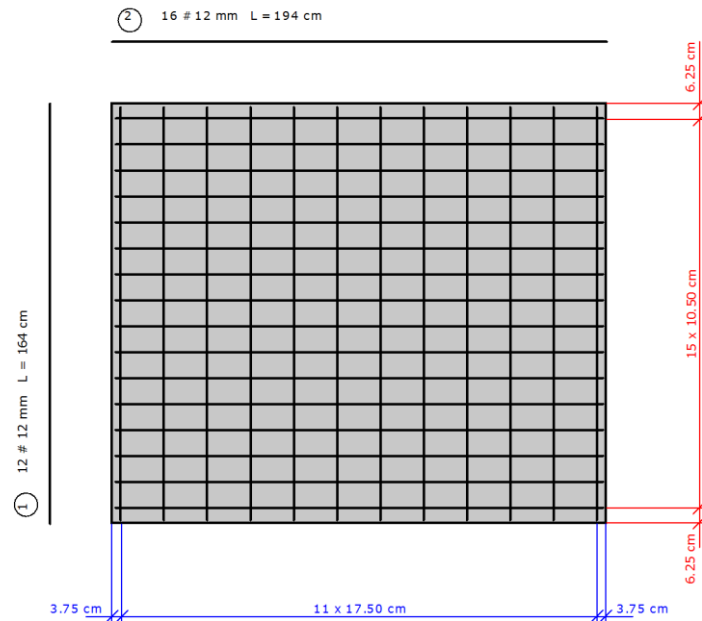 2 16 # 12 mm L = 194 cm
6.25 cm
15 x 10.50 cm
6.25 cm
1 12 # 12 mm L = 164 cm
3.75 cm 11 x 17.50 cm 3.75 cm